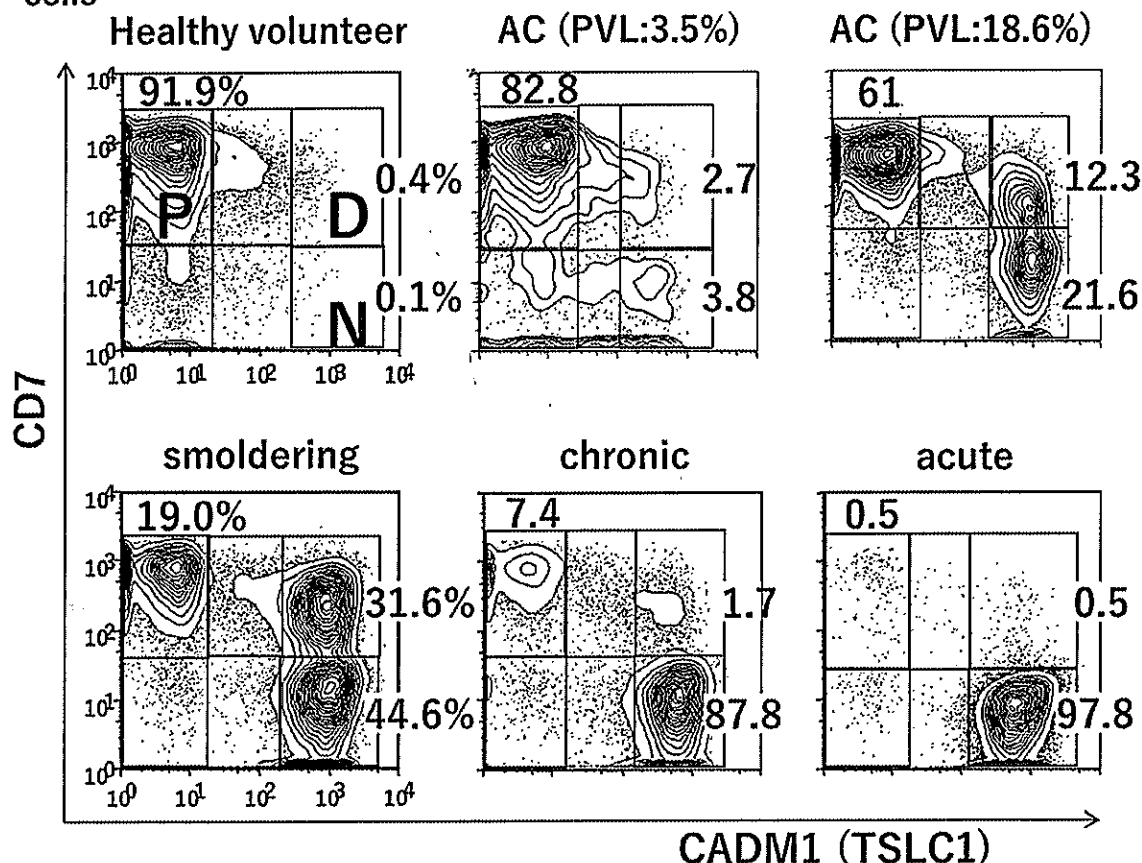 Healthy volunteer
AC (PVL:3.5%)
AC (PVL:18.6%)
10⁴
10³
10²
10¹
10⁰
91.9%
P
D
N
0.4%
0.1%
10⁰ 10¹ 10² 10³ 10⁴
82.8
2.7
3.8
61
12.3
21.6
CD7
smoldering
chronic
acute
10⁴
10³
10²
10¹
10⁰
19.0%
31.6%
44.6%
10⁰ 10¹ 10² 10³ 10⁴
7.4
1.7
87.8
0.5
0.5
97.8
CADM1 (TSLC1)